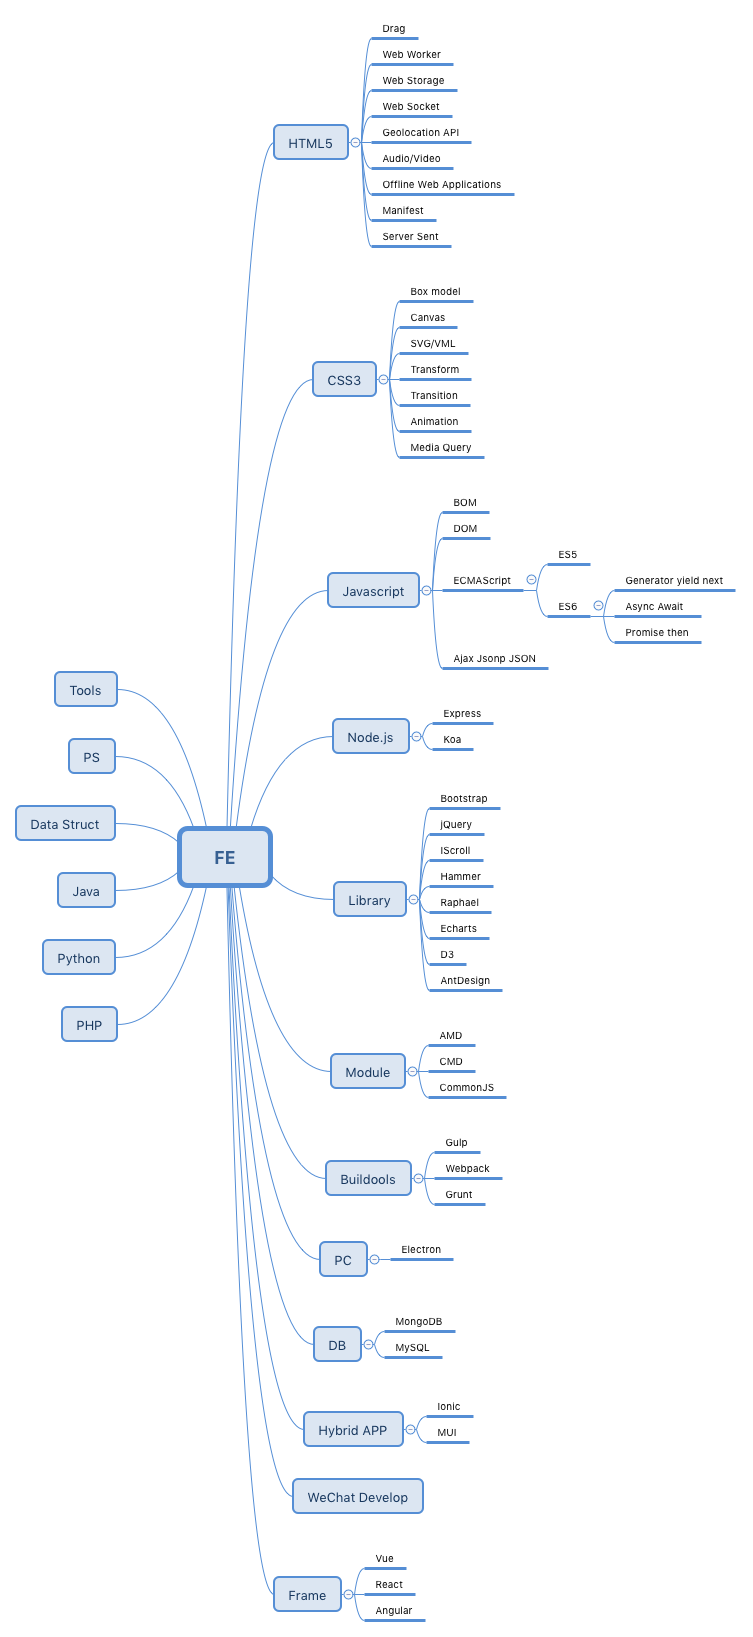 Drag
Web Worker
Web Storage
Web Socket
HTML5
Geolocation API
Audio/Video
Offline Web Applications
Manifest
Server Sent
Box model
Canvas
SVG/VML
CSS3
Transform
Transition
Animation
Media Query
BOM
DOM
Javascript
ECMAScript
ES5
ES6
Generator yield next
Async Await
Promise then
Ajax Jsonp JSON
Node.js
Express
Koa
Library
Bootstrap
jQuery
IScroll
Hammer
Raphael
Echarts
D3
AntDesign
Module
AMD
CMD
CommonJS
Buildools
Gulp
Webpack
Grunt
PC
Electron
DB
MongoDB
MySQL
Hybrid APP
Ionic
MUI
WeChat Develop
Frame
Vue
React
Angular
FE
Tools
PS
Data Struct
Java
Python
PHP